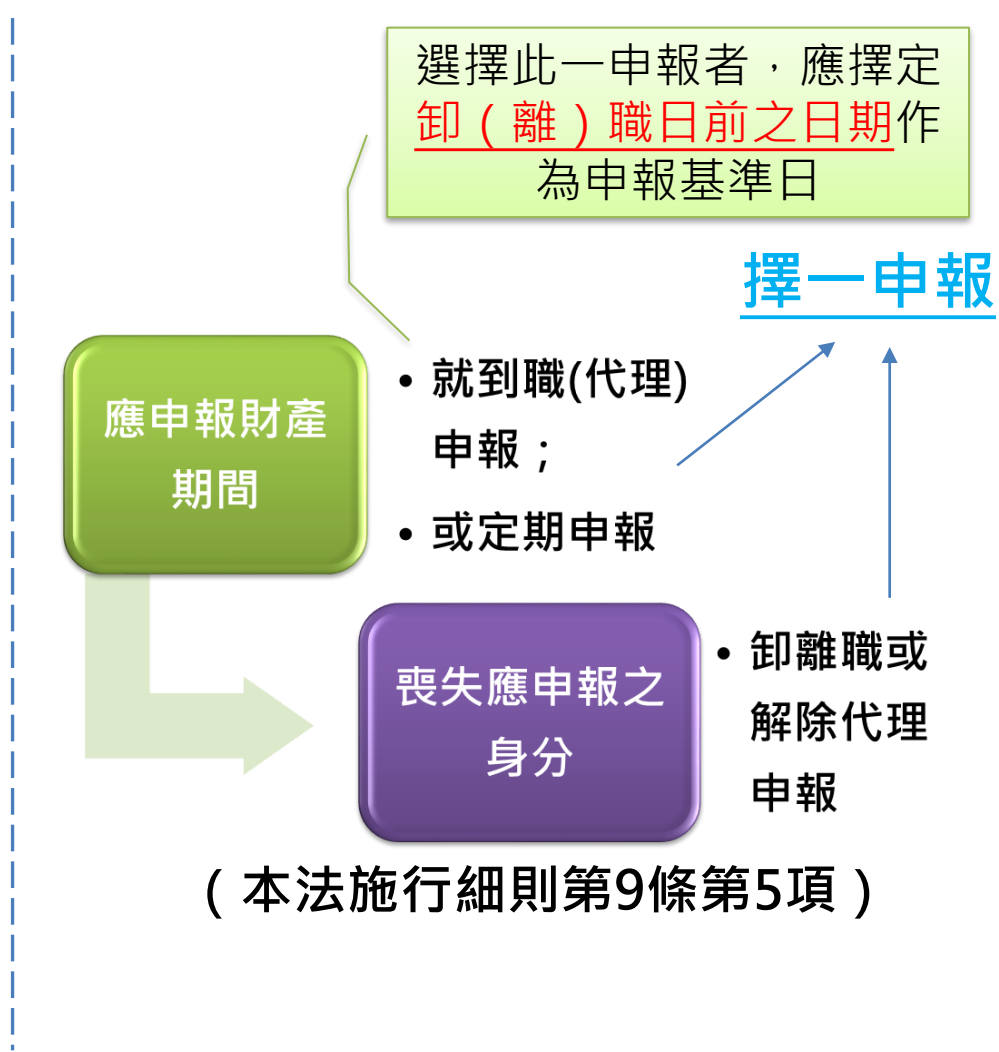 選擇此一申報者，應擇定
卸（離）職日前之日期作
為申報基準日
擇一申報
應申報財產
期間
• 就到職(代理)
申報；
• 或定期申報
喪失應申報之
身分
• 卸離職或
解除代理
申報
（本法施行細則第9條第5項）